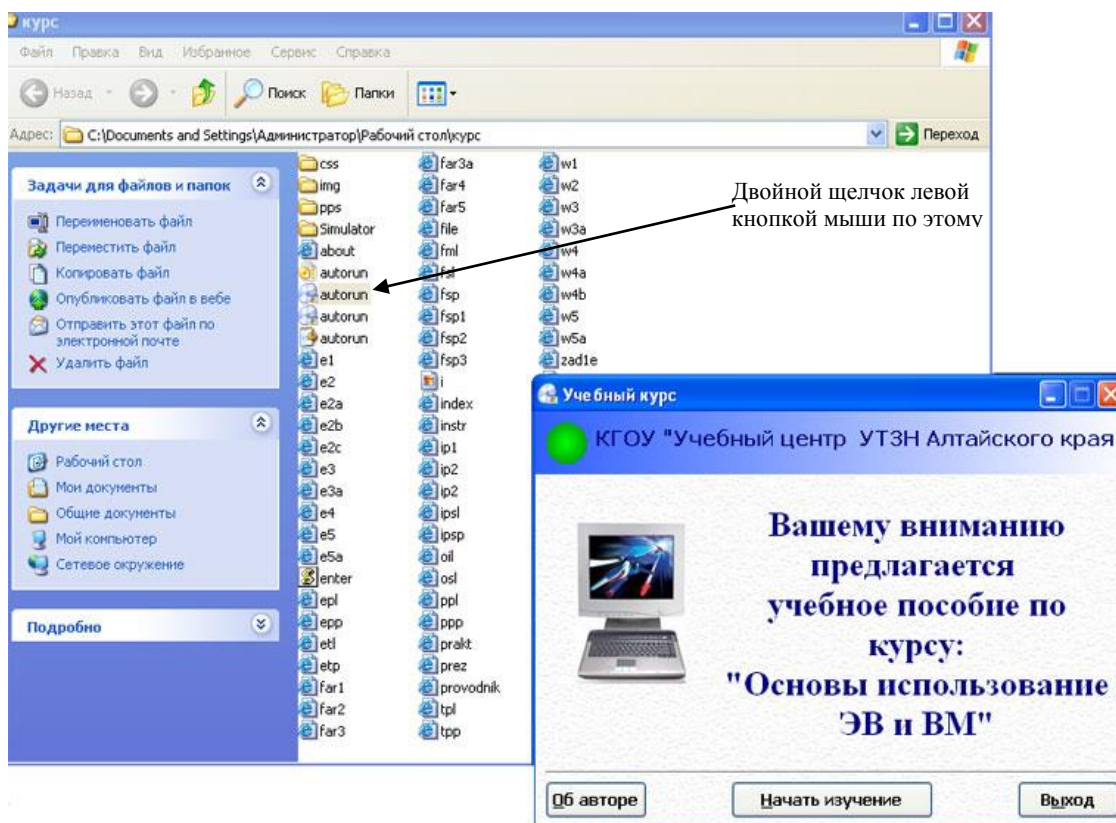 курс
Файл Правка Вид Избранное Сервис Справка
Назад Поиск Папки
Адрес: C:\Documents and Settings\Администратор\Рабочий стол\курс Переход
Задачи для файлов и папок
Переименовать файл
Переместить файл
Копировать файл
Опубликовать файл в вебе
Отправить этот файл по
электронной почте
Удалить файл
Другие места
Рабочий стол
Мои документы
Общие документы
Мой компьютер
Сетевое окружение
Подробно
css
img
pps
Simulator
about
autorun
autorun
autorun
autorun
e1
e2
e2a
e2b
e2c
e3
e3a
e4
e5
e5a
enter
epl
epp
etl
etp
far1
far2
far3
far3a
far4
far5
file
fml
fsl
fsp
fsp1
fsp2
fsp3
i
index
instr
ip1
ip2
ip2
ipsl
ipsp
oil
osl
ppl
ppp
prakt
prez
provodnik
tpl
tpp
w1
w2
w3
w3a
w4
w4a
w4b
w5
w5a
zad1e
Двойной щелчок левой
кнопкой мыши по этому
Учебный курс
КГОУ "Учебный центр УТЗН Алтайского края
Вашему вниманию
предлагается
учебное пособие по
курсу:
"Основы использование
ЭВ и ВМ"
Об авторе Начать изучение Выход